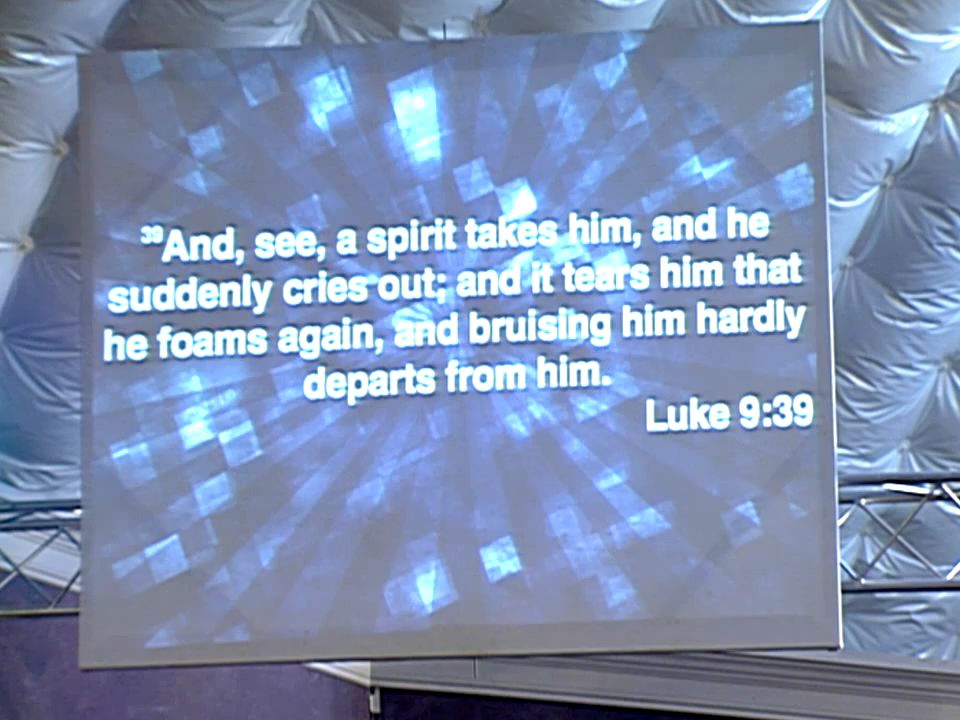 ³⁹And, see, a spirit takes him, and he
suddenly cries out; and it tears him that
he foams again, and bruising him hardly
departs from him.
Luke 9:39